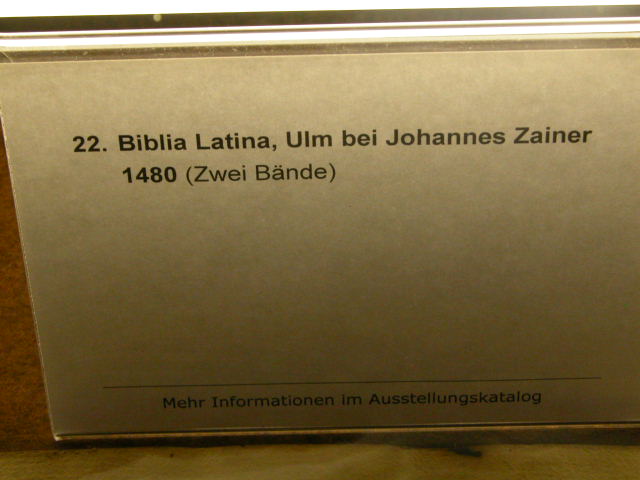 22. Biblia Latina, Ulm bei Johannes Zainer
1480 (Zwei Bände)
Mehr Informationen im Ausstellungskatalog